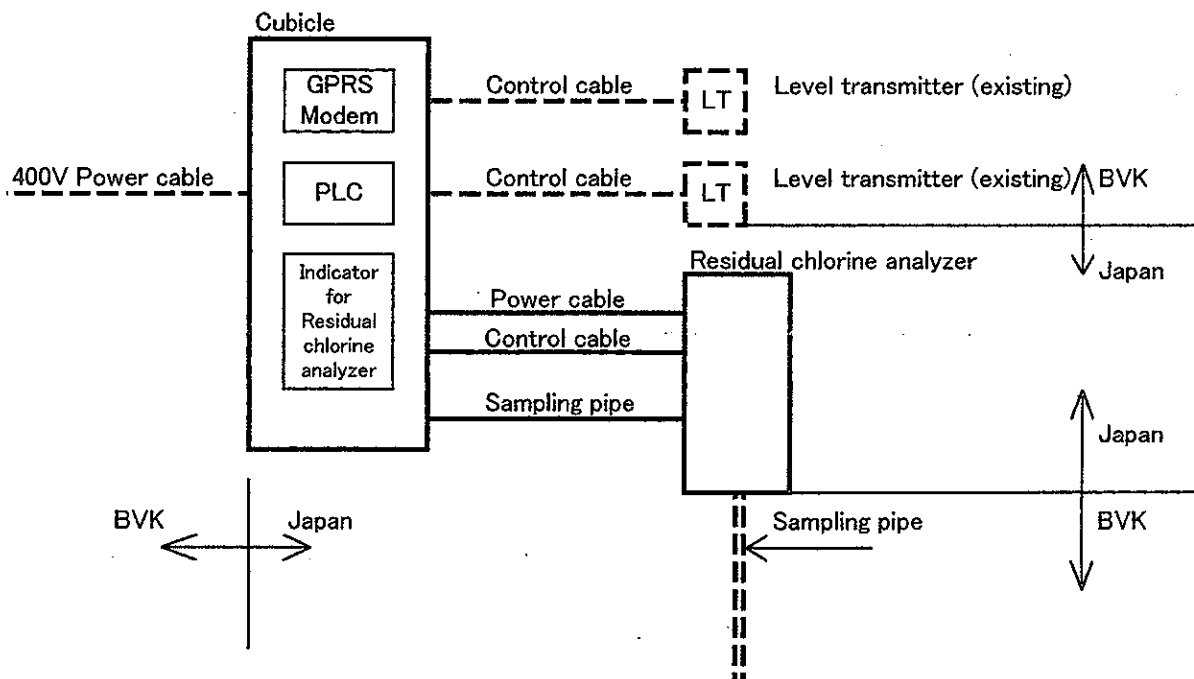 Cubicle
GPRS
Modem
Control cable
LT
Level transmitter (existing)
400V Power cable
PLC
Control cable
LT
Level transmitter (existing)
BVK
Japan
Residual chlorine analyzer
Indicator
for
Residual
chlorine
analyzer
Power cable
Control cable
Sampling pipe
Japan
BVK
BVK
Japan
Sampling pipe